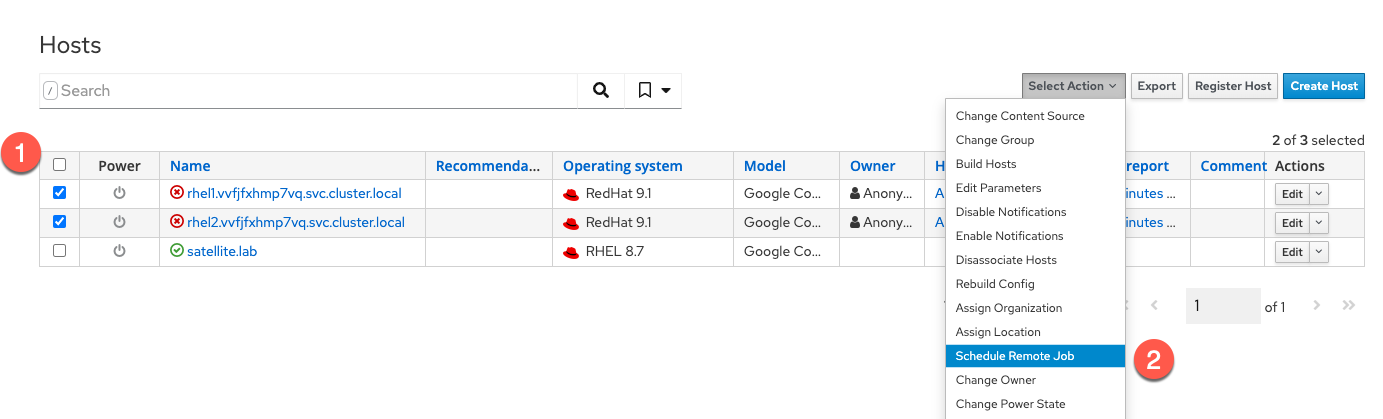 Hosts
/ Search
Select Action Export Register Host Create Host
Change Content Source
Change Group
2 of 3 selected
1
Power Name Recommenda... Operating system Model Owner H report Comment Actions
Build Hosts
Edit Parameters
rhel1.vvfjfxhmp7vq.svc.cluster.local RedHat 9.1 Google Co... Anony... A inutes ... Edit
Disable Notifications
rhel2.vvfjfxhmp7vq.svc.cluster.local RedHat 9.1 Google Co... Anony... A inutes ... Edit
Enable Notifications
satellite.lab RHEL 8.7 Google Co... Edit
Disassociate Hosts
Rebuild Config
Assign Organization
1 of 1
Assign Location
Schedule Remote Job
2
Change Owner
Change Power State